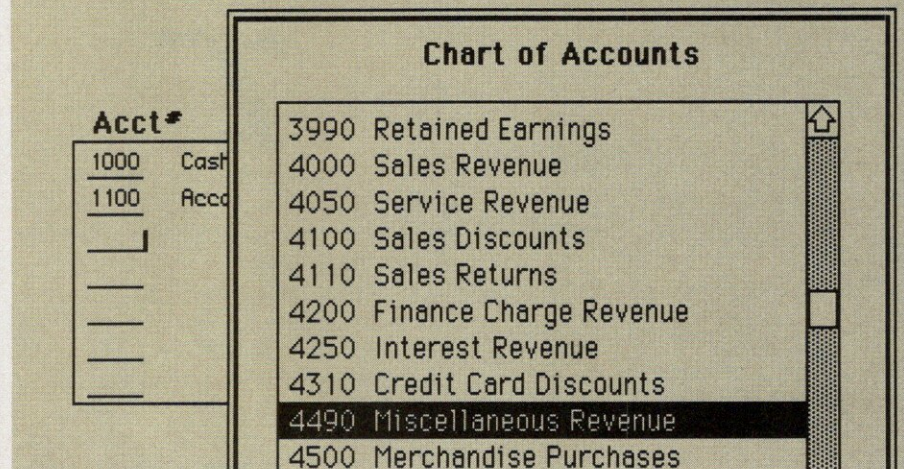 Chart of Accounts
Acct#
1000 Cash
1100 Acco
3990 Retained Earnings
4000 Sales Revenue
4050 Service Revenue
4100 Sales Discounts
4110 Sales Returns
4200 Finance Charge Revenue
4250 Interest Revenue
4310 Credit Card Discounts
4490 Miscellaneous Revenue
4500 Merchandise Purchases